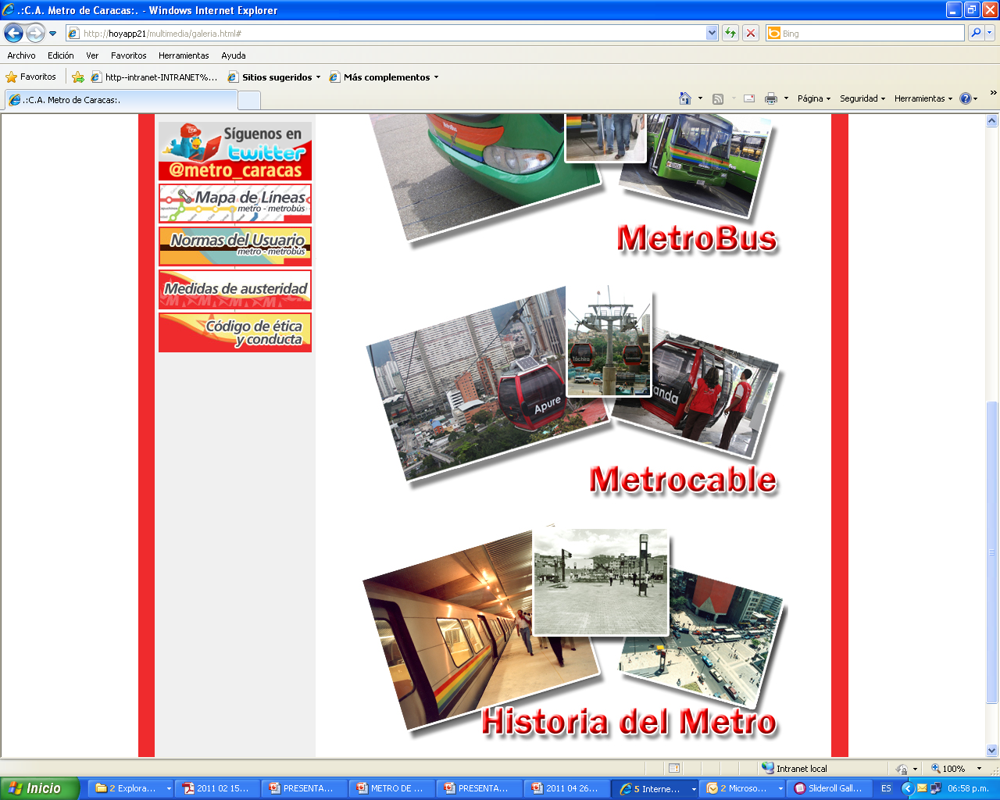 .:C.A. Metro de Caracas:. - Windows Internet Explorer
http://hoyapp21/multimedia/galeria.html#
Bing
Archivo Edición Ver Favoritos Herramientas Ayuda
Favoritos http--intranet-INTRANET%... Sitios sugeridos Más complementos
.:C.A. Metro de Caracas:. Página Seguridad Herramientas
Síguenos en
twitter
@metro_caracas
Mapa de Líneas
metro - metrobús
Normas del Usuario
metro - metrobús
Medidas de austeridad
Código de ética
y conducta
MetroBus
MetroBus
Apure
Táchira
anda
Metrocable
Historia del Metro
Intranet local 100%
Inicio 2 Explora... 2011 02 15... PRESENTA... METRO DE ... PRESENTA... 2011 04 26... 5 Interne... 2 Microso... Slideroll Gall... ES 06:58 p.m.